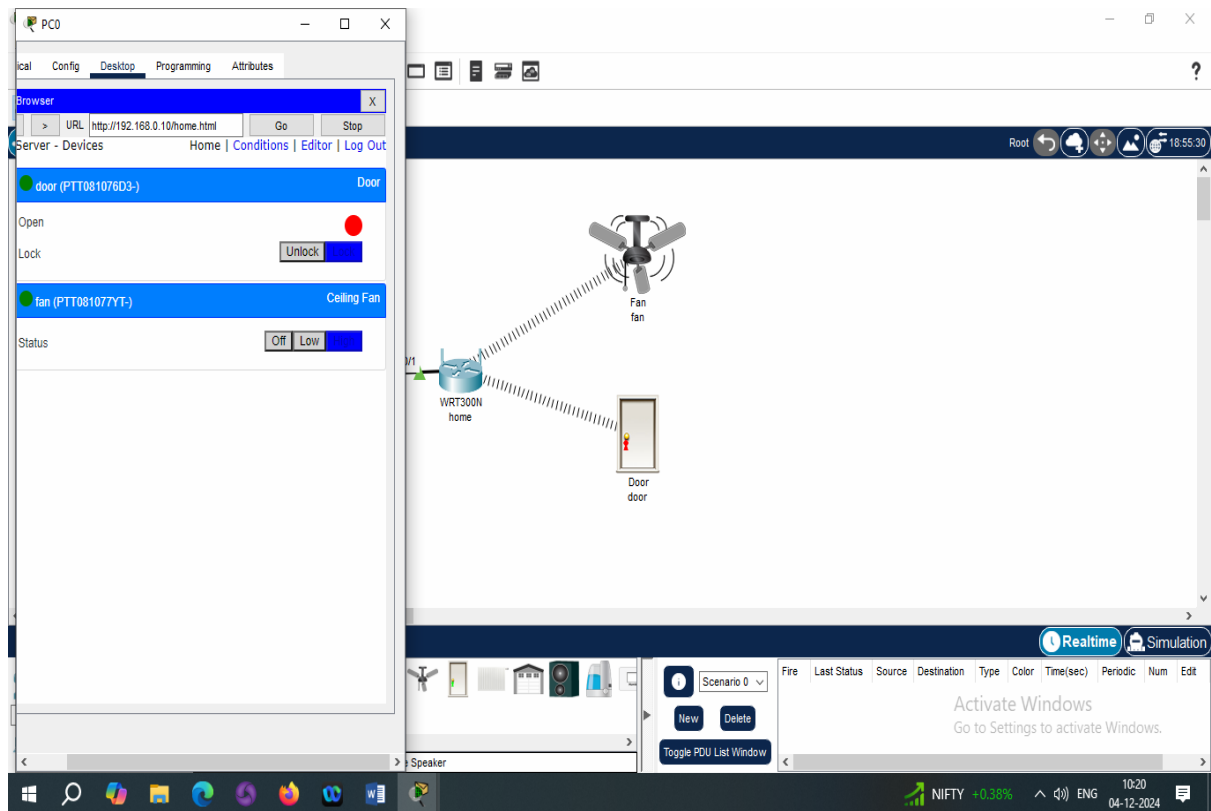 PC0
ical Config Desktop Programming Attributes
Browser X
> URL http://192.168.0.10/home.html Go Stop
Server - Devices Home | Conditions | Editor | Log Out
door (PTT081076D3-) Door
Open
Lock Unlock
fan (PTT081077YT-) Ceiling Fan
Status Off Low
?
Root 18:55:30
Fan
fan
0/1
WRT300N
home
Door
door
Realtime Simulation
Scenario 0
New Delete
Toggle PDU List Window
Fire Last Status Source Destination Type Color Time(sec) Periodic Num Edit
Activate Windows
Go to Settings to activate Windows.
e Speaker
NIFTY +0.38% ENG 10:20
04-12-2024